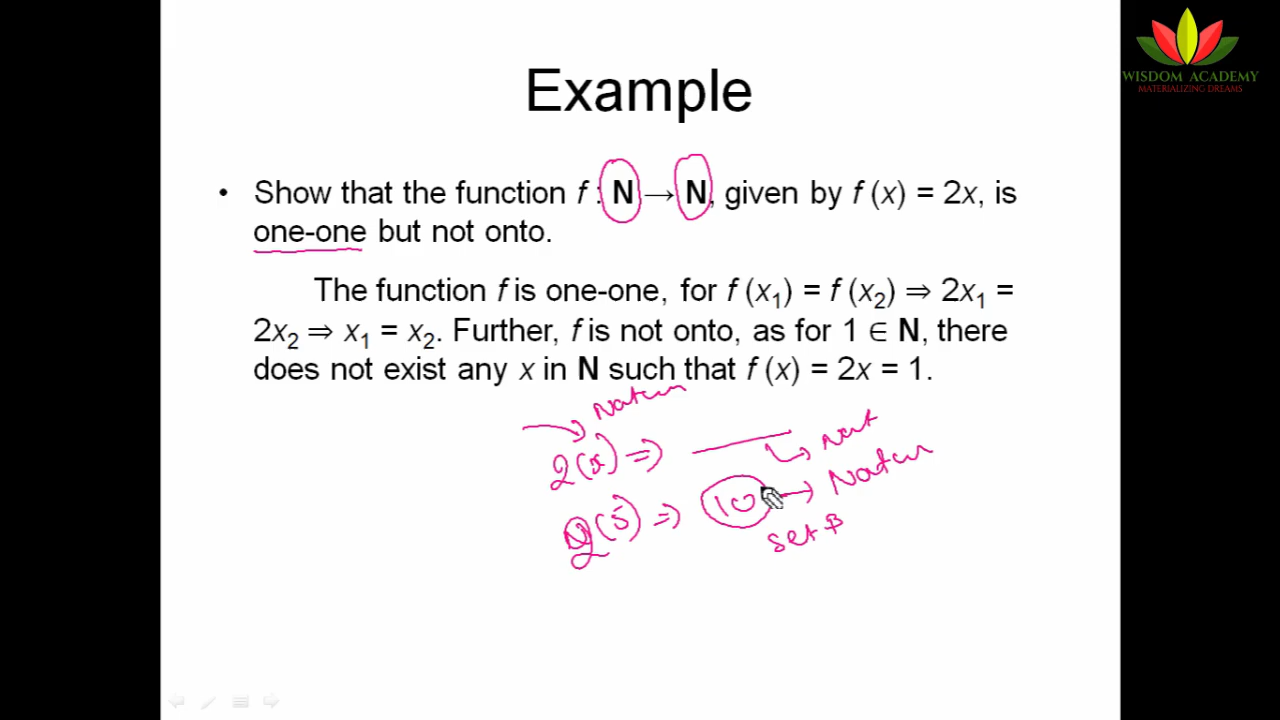 WISDOM ACADEMY
MATERIALIZING DREAMS
Example
• Show that the function f : N → N, given by f (x) = 2x, is
one-one but not onto.
The function f is one-one, for f (x₁) = f (x₂) ⇒ 2x₁ =
2x₂ ⇒ x₁ = x₂. Further, f is not onto, as for 1 ∈ N, there
does not exist any x in N such that f (x) = 2x = 1.
Natur
2(x) ⇒ Nat
2(5) ⇒ 10 → Natur
Set B